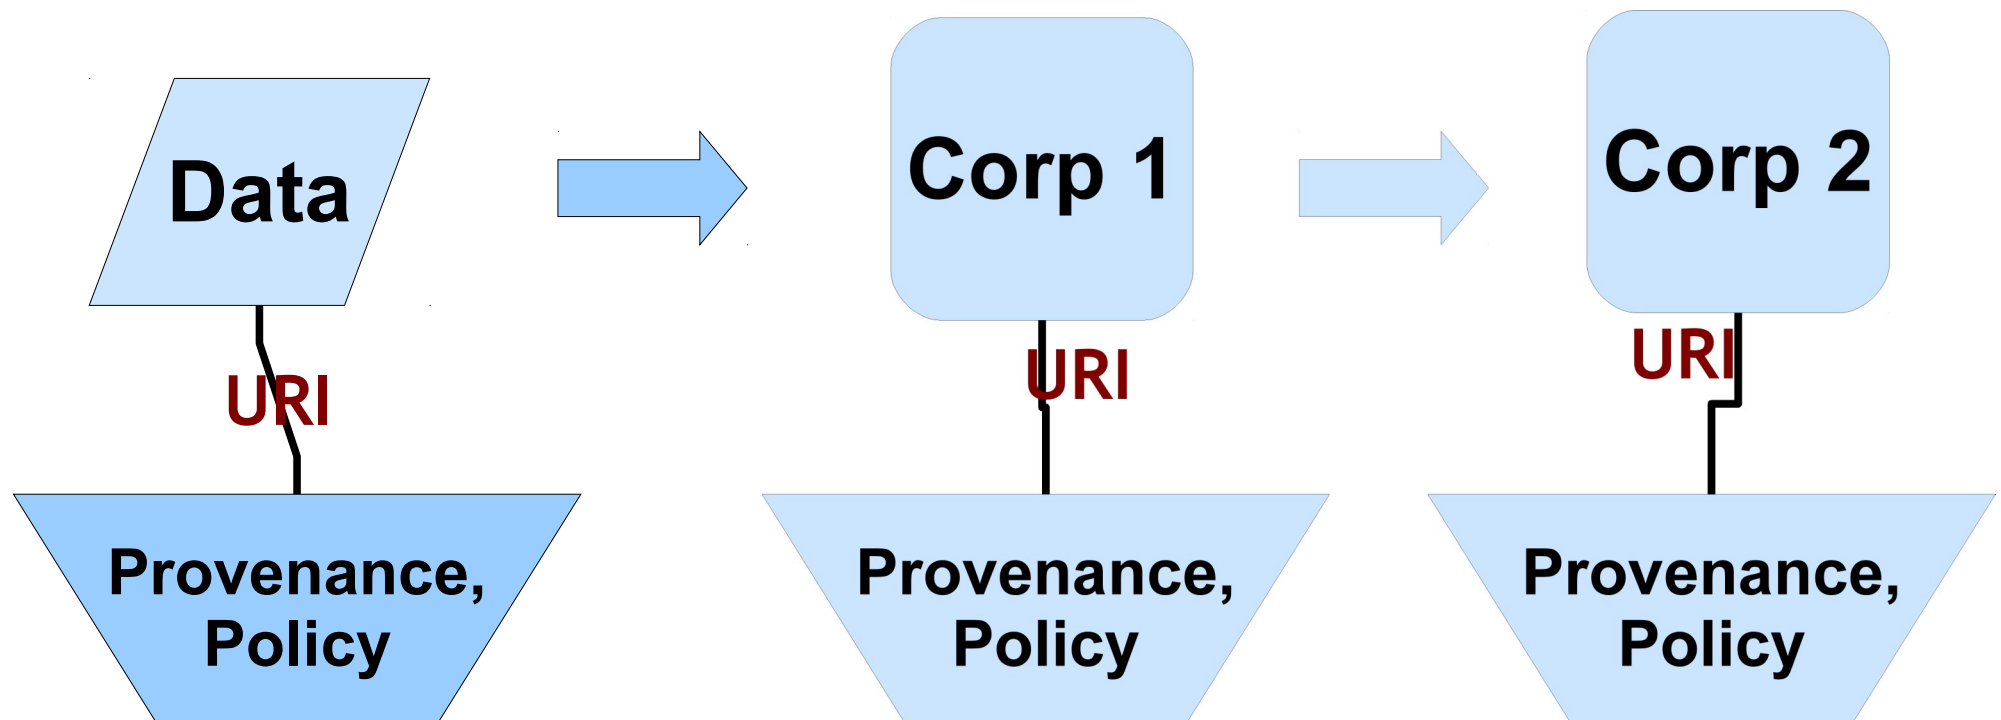 Data
Corp 1
Corp 2
URI
URI
URI
Provenance,
Policy
Provenance,
Policy
Provenance,
Policy